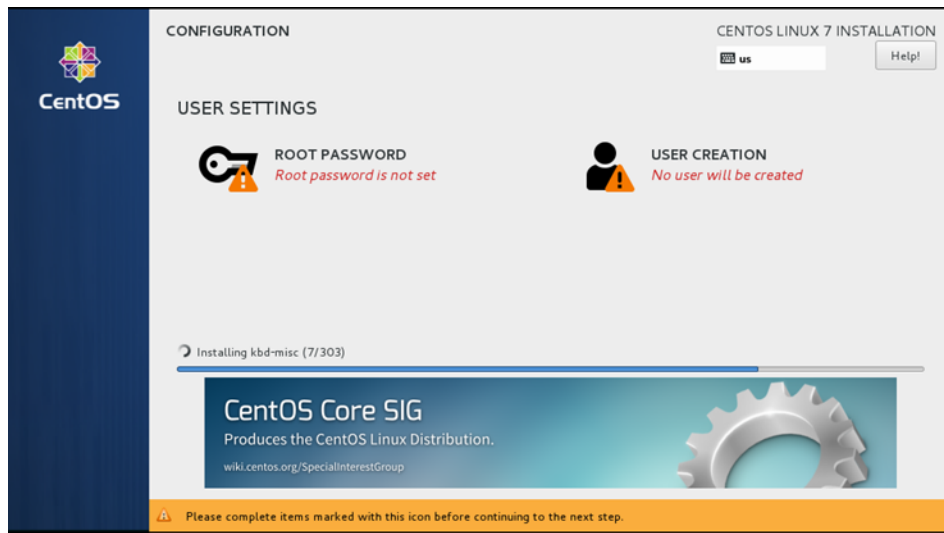 CONFIGURATION
CENTOS LINUX 7 INSTALLATION
us
Help!
CentOS
USER SETTINGS
ROOT PASSWORD
Root password is not set
USER CREATION
No user will be created
Installing kbd-misc (7/303)
CentOS Core SIG
Produces the CentOS Linux Distribution.
wiki.centos.org/SpecialInterestGroup
Please complete items marked with this icon before continuing to the next step.